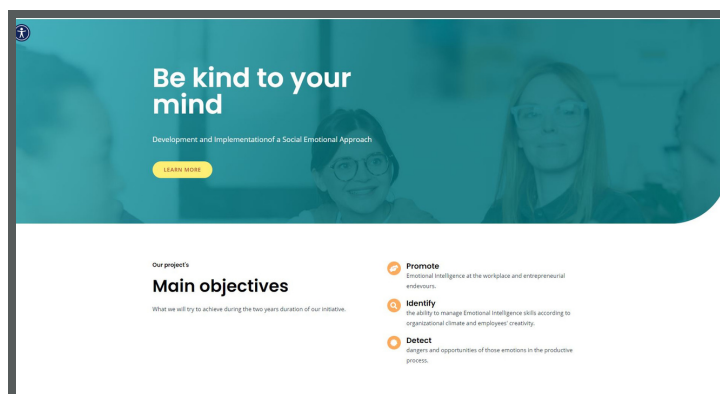 Be kind to your
mind
Development and Implementationof a Social Emotional Approach
LEARN MORE
Our project's
Main objectives
What we will try to achieve during the two years duration of our initiative.
Promote
Emotional Intelligence at the workplace and entrepreneurial
endevours.
Identify
the ability to manage Emotional Intelligence skills according to
organizational climate and employees' creativity.
Detect
dangers and opportunities of those emotions in the productive
process.